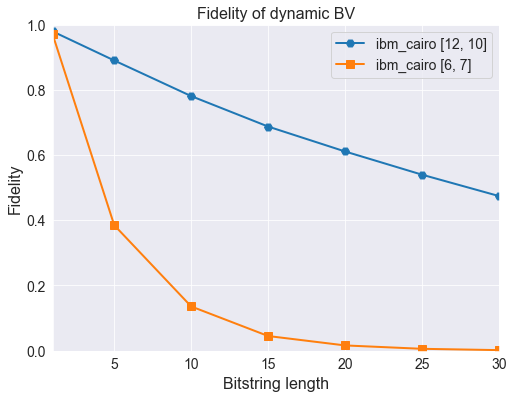 Fidelity of dynamic BV
ibm_cairo [12, 10]
ibm_cairo [6, 7]
Fidelity
1.0
0.8
0.6
0.4
0.2
0.0
5 10 15 20 25 30
Bitstring length